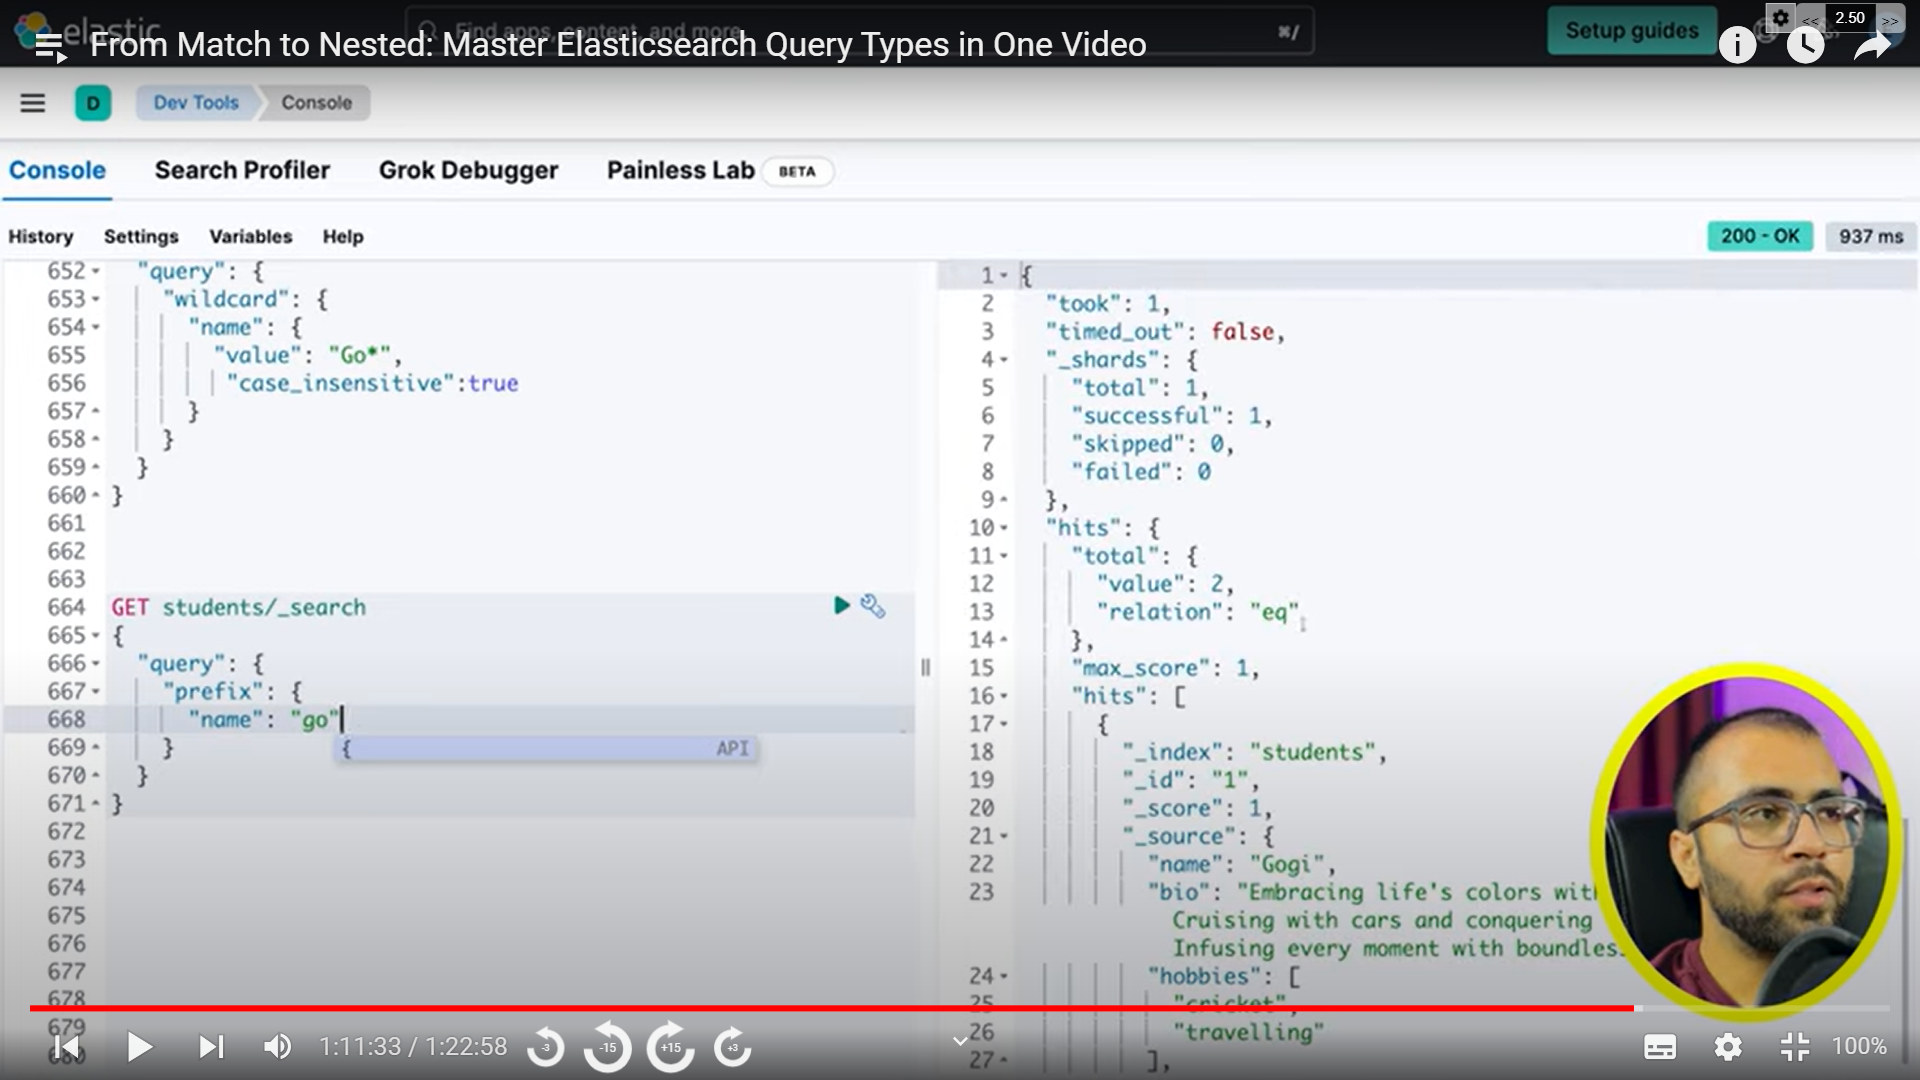 elastic
Find apps, content, and more.
⌘/
Setup guides
<< 2.50 >>
From Match to Nested: Master Elasticsearch Query Types in One Video
D
Dev Tools
Console
Console
Search Profiler
Grok Debugger
Painless Lab
BETA
History
Settings
Variables
Help
200 - OK
937 ms
652 "query": {
653 "wildcard": {
654 "name": {
655 "value": "Go*",
656 "case_insensitive":true
657 }
658 }
659 }
660 }
661
662
663
664 GET students/_search
665 {
666 "query": {
667 "prefix": {
668 "name": "go"
{ API
669 }
670 }
671 }
672
673
674
675
676
677
678
679
680
1 {
2 "took": 1,
3 "timed_out": false,
4 "_shards": {
5 "total": 1,
6 "successful": 1,
7 "skipped": 0,
8 "failed": 0
9 },
10 "hits": {
11 "total": {
12 "value": 2,
13 "relation": "eq"
14 },
15 "max_score": 1,
16 "hits": [
17 {
18 "_index": "students",
19 "_id": "1",
20 "_score": 1,
21 "_source": {
22 "name": "Gogi",
23 "bio": "Embracing life's colors wit
Cruising with cars and conquering
Infusing every moment with boundles
24 "hobbies": [
25 "cricket",
26 "travelling"
27 ],
1:11:33 / 1:22:58
-3
-15
+15
+3
100%